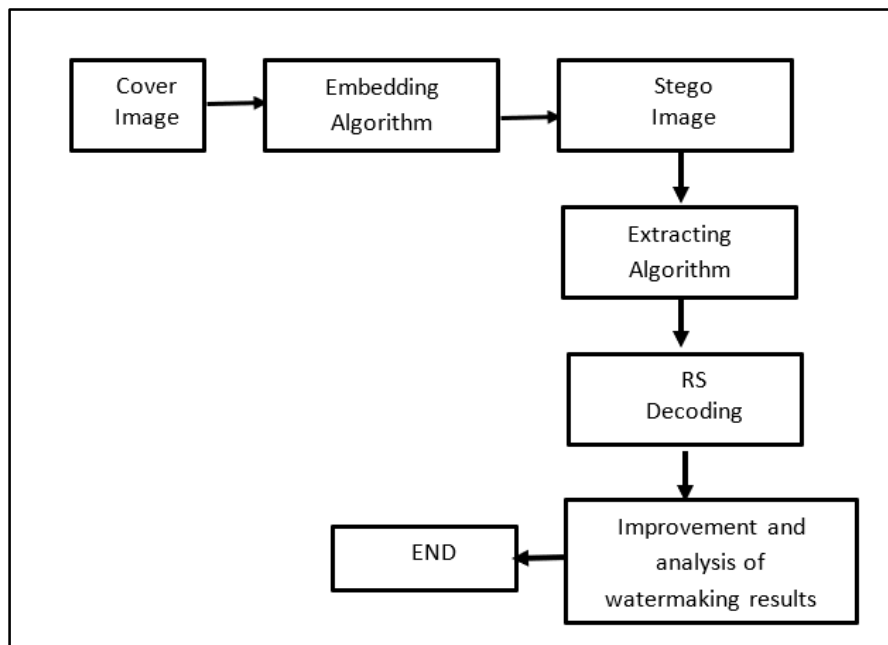 Cover
Image
Embedding
Algorithm
Stego
Image
Extracting
Algorithm
RS
Decoding
Improvement and
analysis of
watermaking results
END